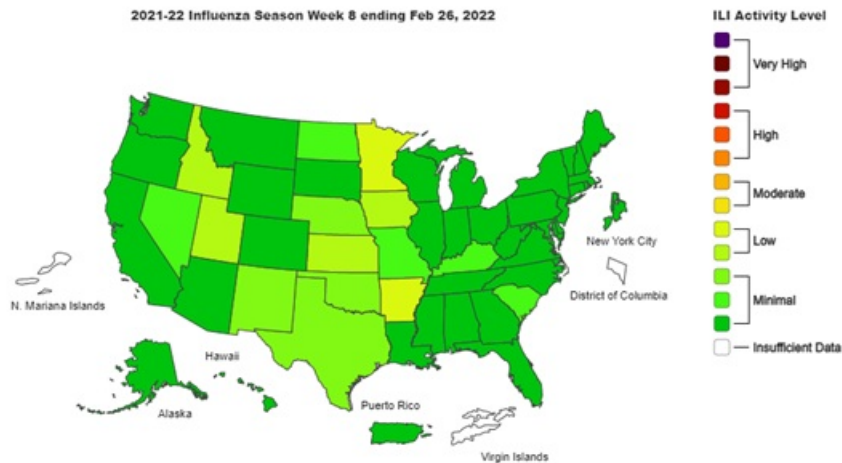 2021-22 Influenza Season Week 8 ending Feb 26, 2022
ILI Activity Level
Very High
High
Moderate
Low
Minimal
Insufficient Data
New York City
District of Columbia
N. Mariana Islands
Hawaii
Alaska
Puerto Rico
Virgin Islands